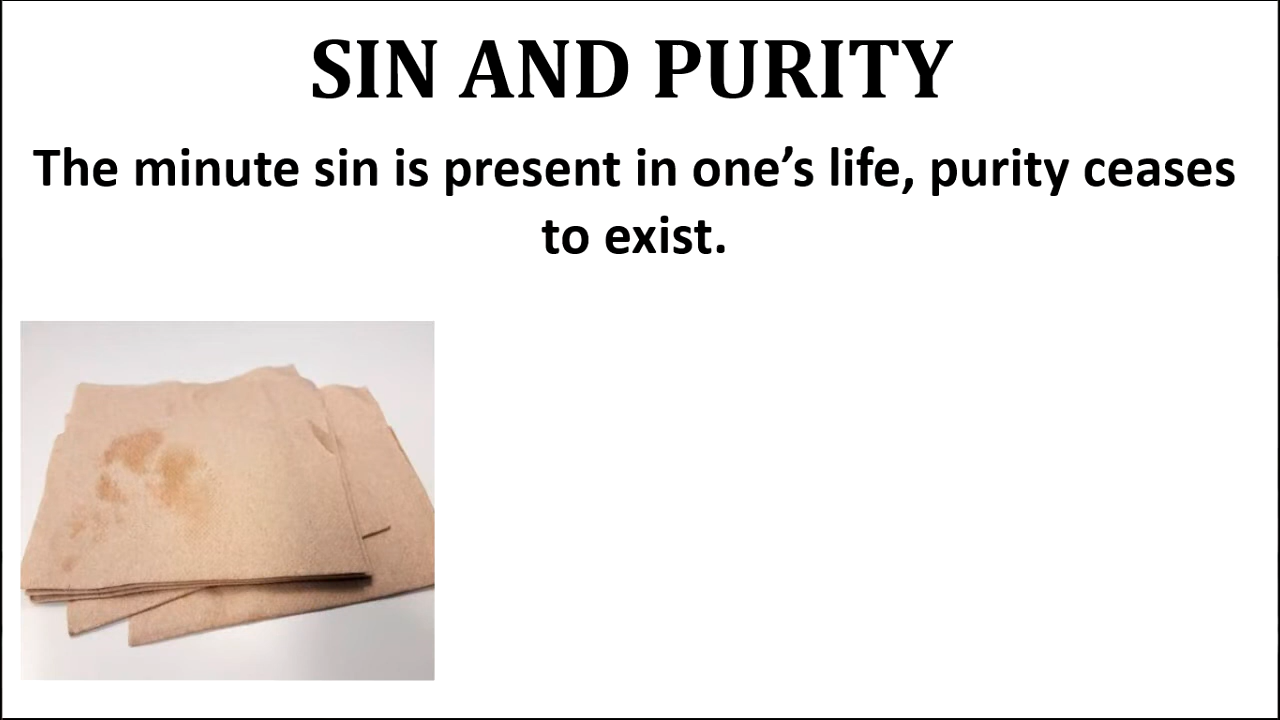 SIN AND PURITY
The minute sin is present in one’s life, purity ceases
to exist.